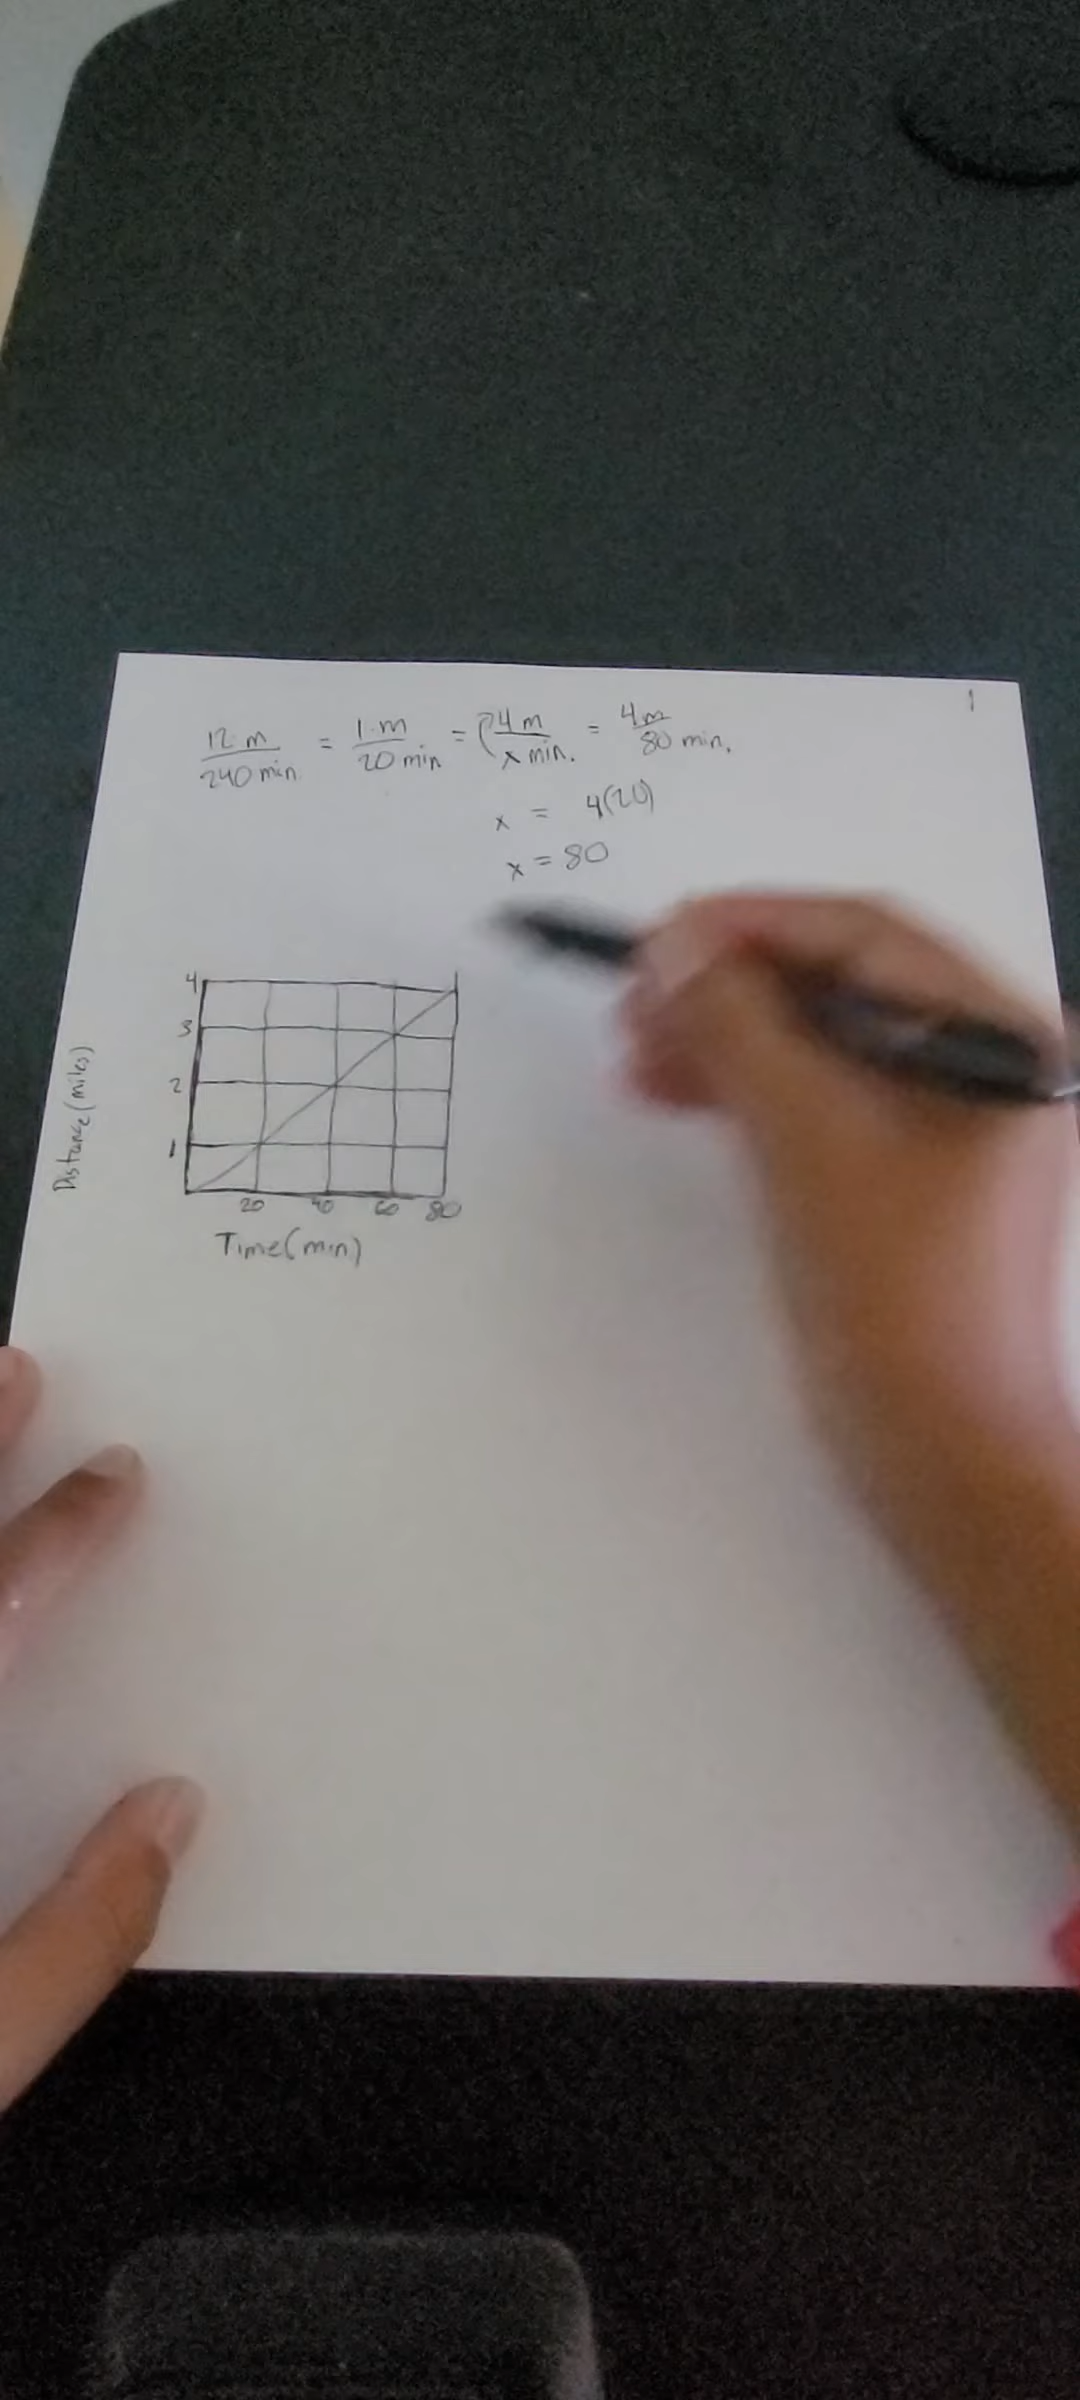 1
12 m / 240 min. = 1 m / 20 min = 4 m / x min. = 4m / 80 min.
x = 4(20)
x = 80
4
3
2
1
Distance (miles)
20 40 60 80
Time (min)